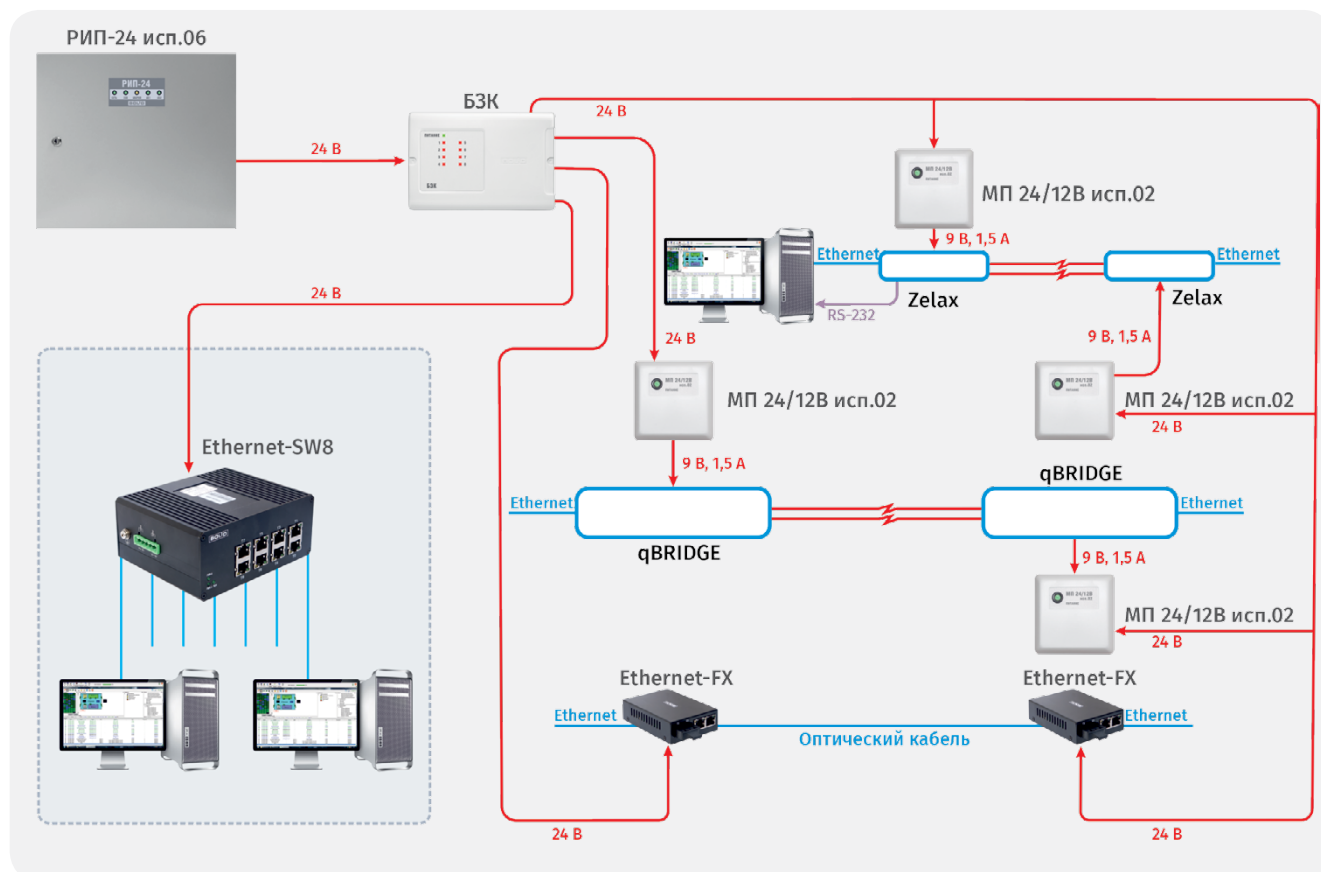 РИП-24 исп.06
РИП-24
24 В
БЗК
БЗК
24 В
МП 24/12В исп.02
9 В, 1,5 А
Ethernet
Ethernet
Zelax
Zelax
RS-232
24 В
24 В
9 В, 1,5 А
МП 24/12В исп.02
МП 24/12В исп.02
24 В
Ethernet-SW8
9 В, 1,5 А
qBRIDGE
Ethernet
Ethernet
qBRIDGE
9 В, 1,5 А
МП 24/12В исп.02
24 В
BOLID
Ethernet-FX
Ethernet-FX
Ethernet
Ethernet
Оптический кабель
24 В
24 В